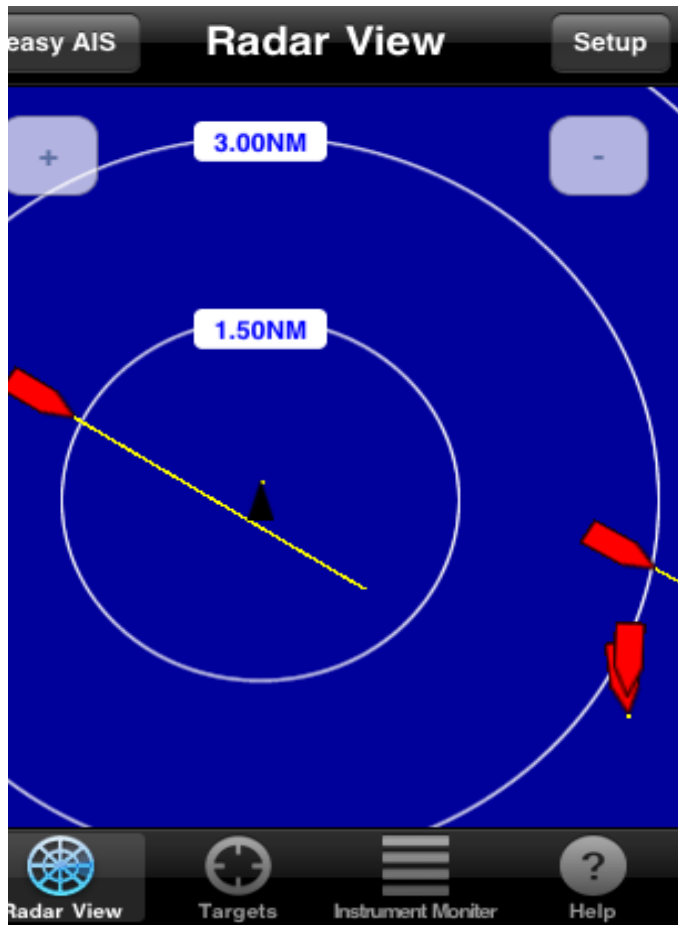 easy AIS
Radar View
Setup
+
-
3.00NM
1.50NM
Radar View
Targets
Instrument Moniter
?
Help